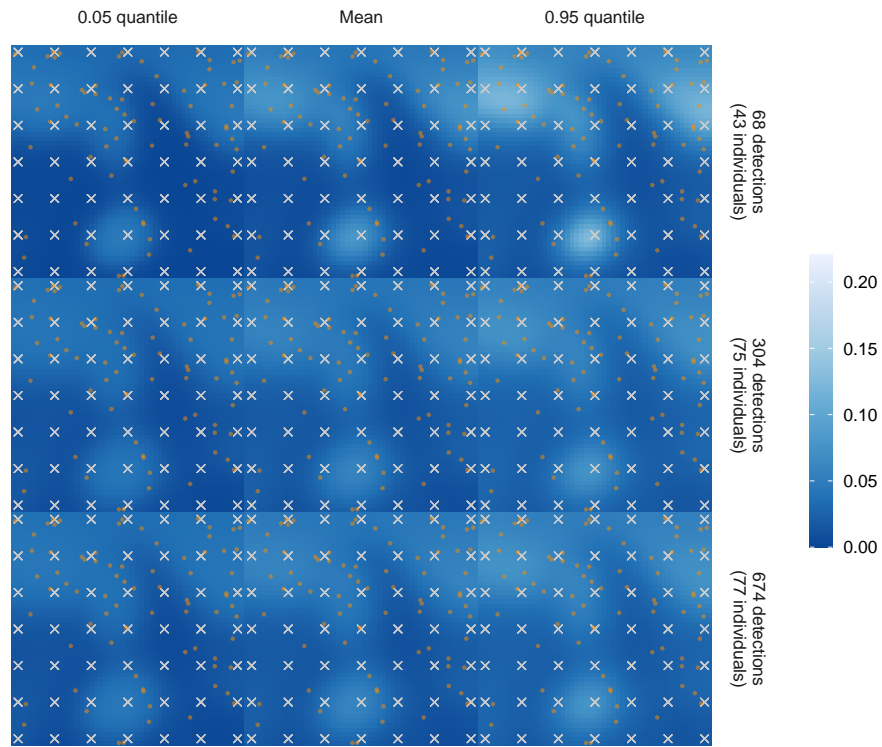 0.05 quantile
Mean
0.95 quantile
68 detections
(43 individuals)
304 detections
(75 individuals)
674 detections
(77 individuals)
0.20
0.15
0.10
0.05
0.00